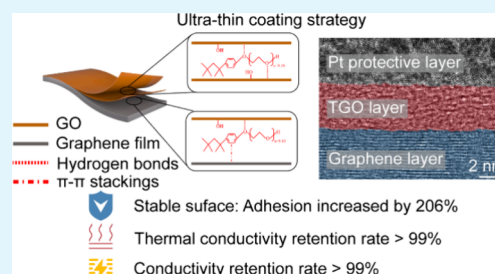 Ultra-thin coating strategy
Pt protective layer
TGO layer
Graphene layer
2 nm
GO
Graphene film
Hydrogen bonds
π-π stackings
Stable suface: Adhesion increased by 206%
Thermal conductivity retention rate > 99%
Conductivity retention rate > 99%